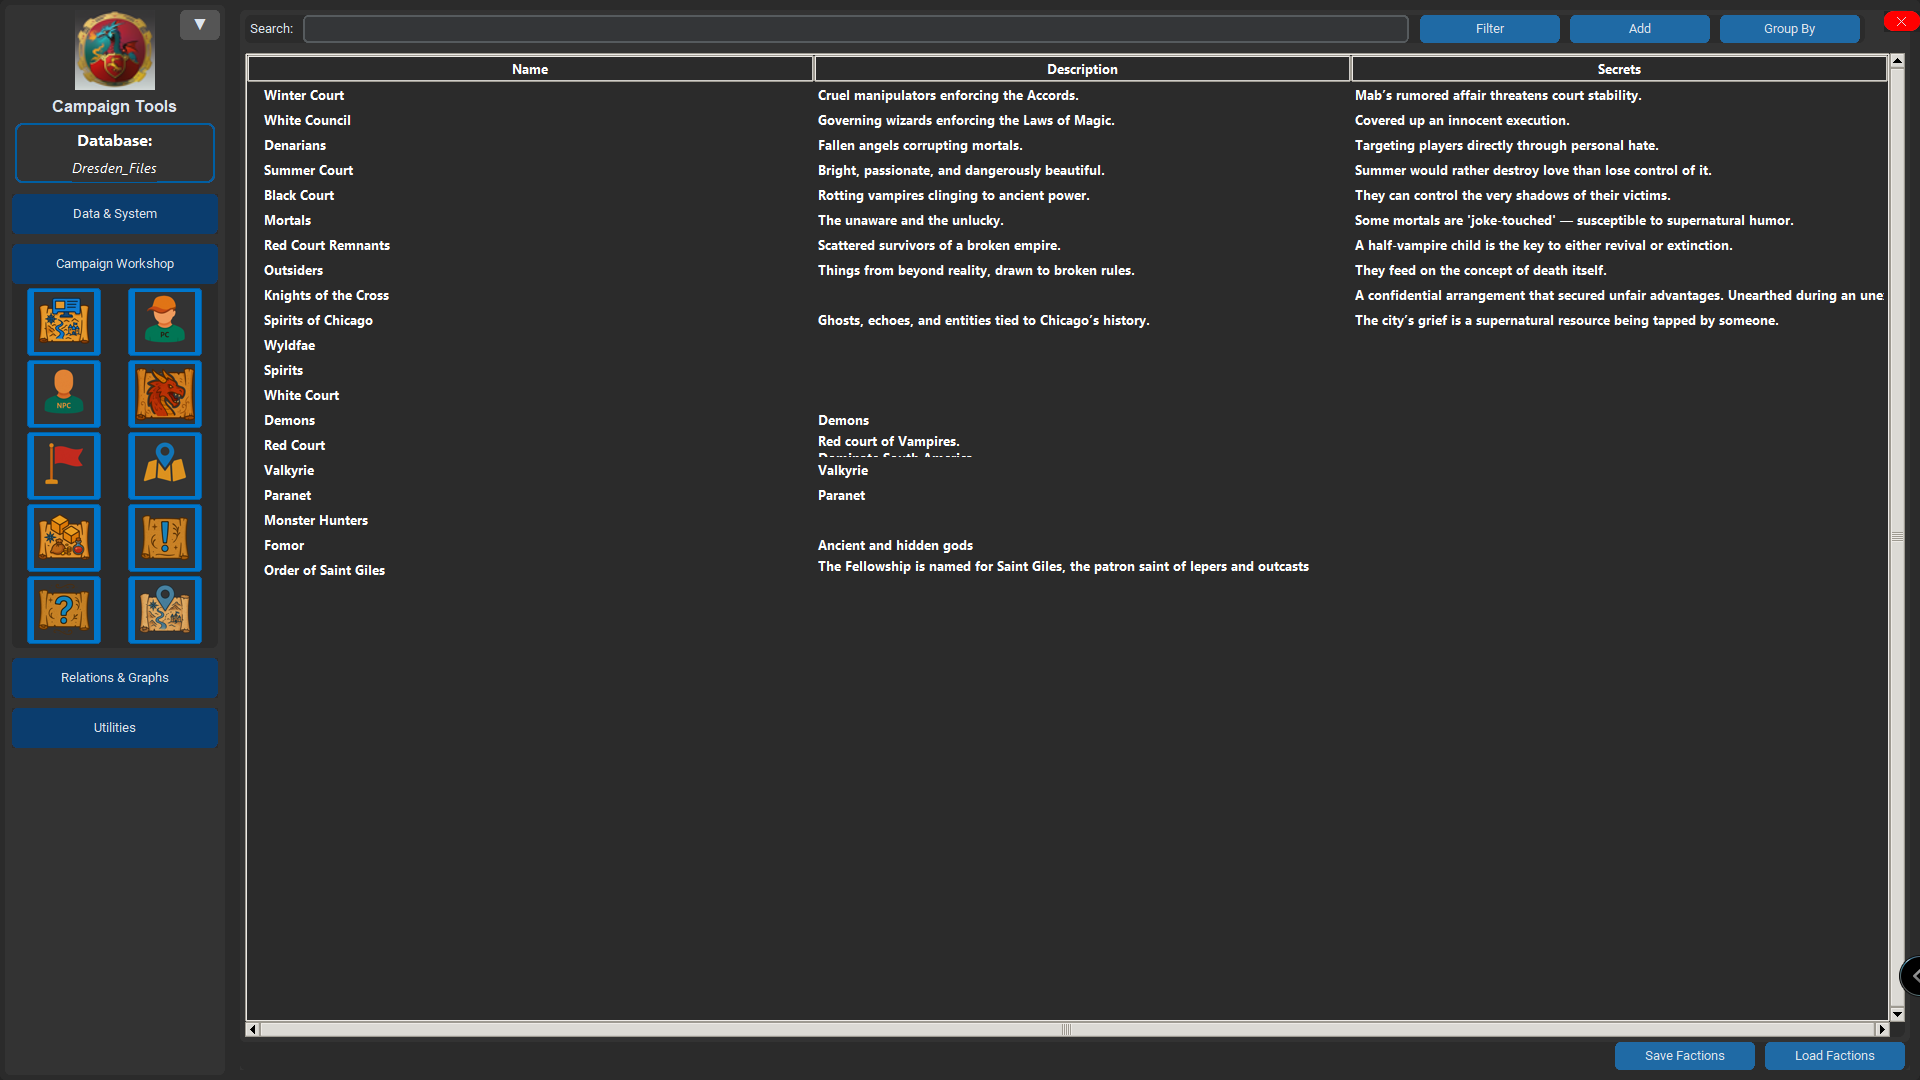 ▼
Campaign Tools
Database:
Dresden_Files
Data & System
Campaign Workshop
PC
NPC
Relations & Graphs
Utilities
Search:
Filter
Add
Group By
Name Description Secrets
Winter Court Cruel manipulators enforcing the Accords. Mab’s rumored affair threatens court stability.
White Council Governing wizards enforcing the Laws of Magic. Covered up an innocent execution.
Denarians Fallen angels corrupting mortals. Targeting players directly through personal hate.
Summer Court Bright, passionate, and dangerously beautiful. Summer would rather destroy love than lose control of it.
Black Court Rotting vampires clinging to ancient power. They can control the very shadows of their victims.
Mortals The unaware and the unlucky. Some mortals are 'joke-touched' — susceptible to supernatural humor.
Red Court Remnants Scattered survivors of a broken empire. A half-vampire child is the key to either revival or extinction.
Outsiders Things from beyond reality, drawn to broken rules. They feed on the concept of death itself.
Knights of the Cross A confidential arrangement that secured unfair advantages. Unearthed during an une
Spirits of Chicago Ghosts, echoes, and entities tied to Chicago’s history. The city’s grief is a supernatural resource being tapped by someone.
Wyldfae
Spirits
White Court
Demons Demons
Red Court Red court of Vampires.
Dominate South America
Valkyrie Valkyrie
Paranet Paranet
Monster Hunters
Fomor Ancient and hidden gods
Order of Saint Giles The Fellowship is named for Saint Giles, the patron saint of lepers and outcasts
Save Factions
Load Factions